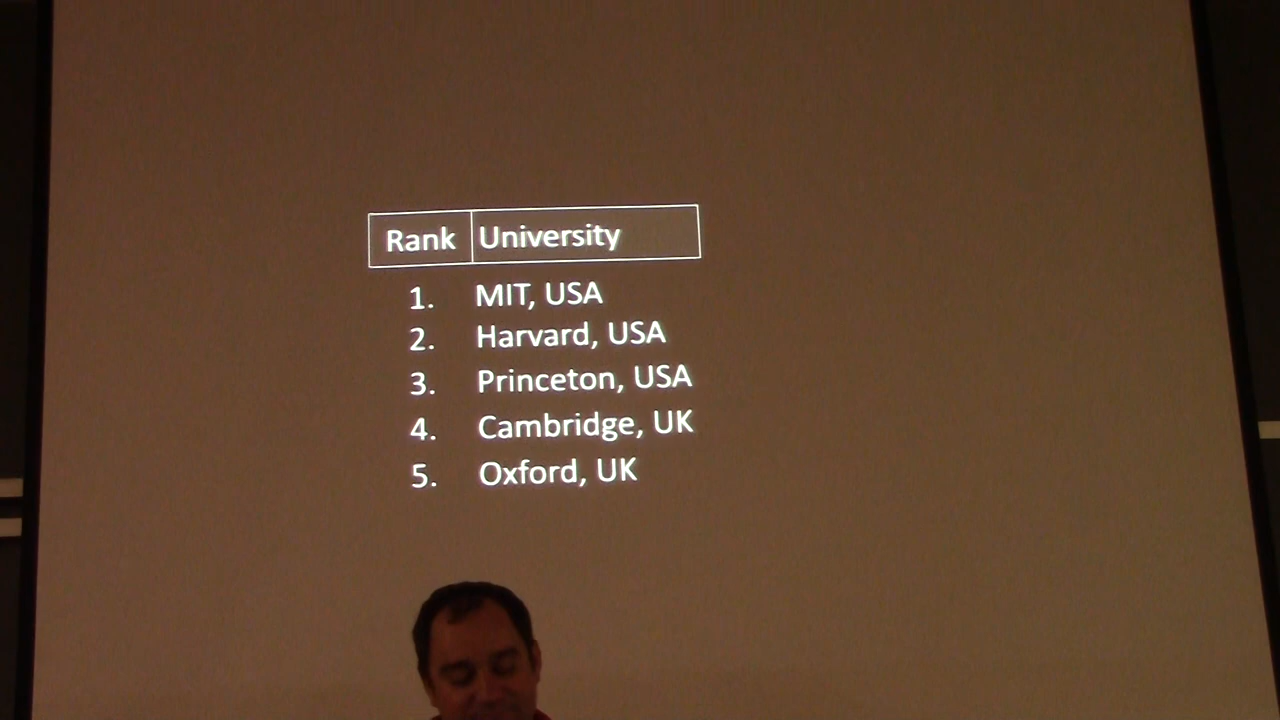 Rank University
1. MIT, USA
2. Harvard, USA
3. Princeton, USA
4. Cambridge, UK
5. Oxford, UK